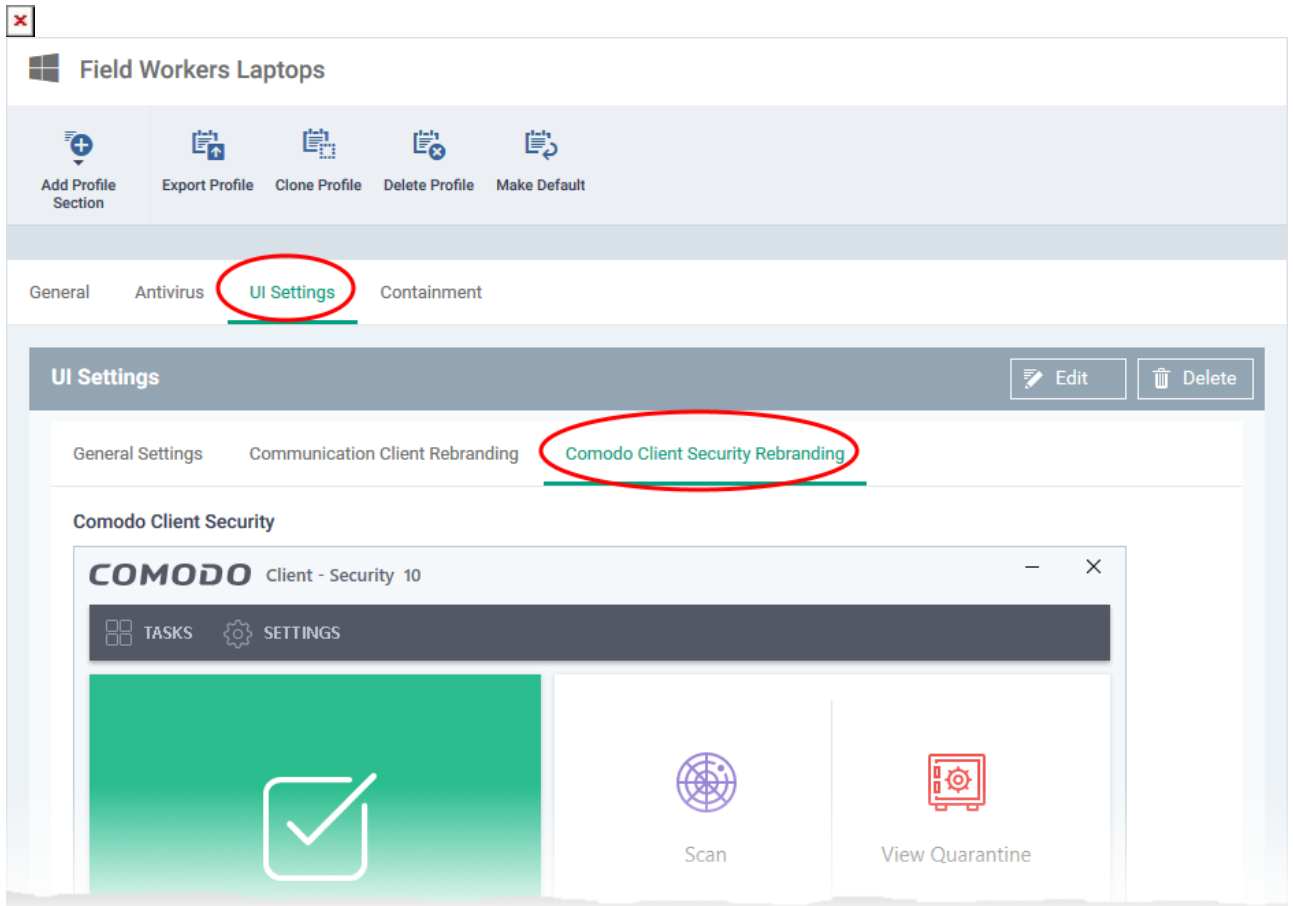 Field Workers Laptops
Add Profile Section
Export Profile
Clone Profile
Delete Profile
Make Default
General Antivirus UI Settings Containment
UI Settings Edit Delete
General Settings Communication Client Rebranding Comodo Client Security Rebranding
Comodo Client Security
COMODO Client - Security 10
TASKS SETTINGS
Scan View Quarantine